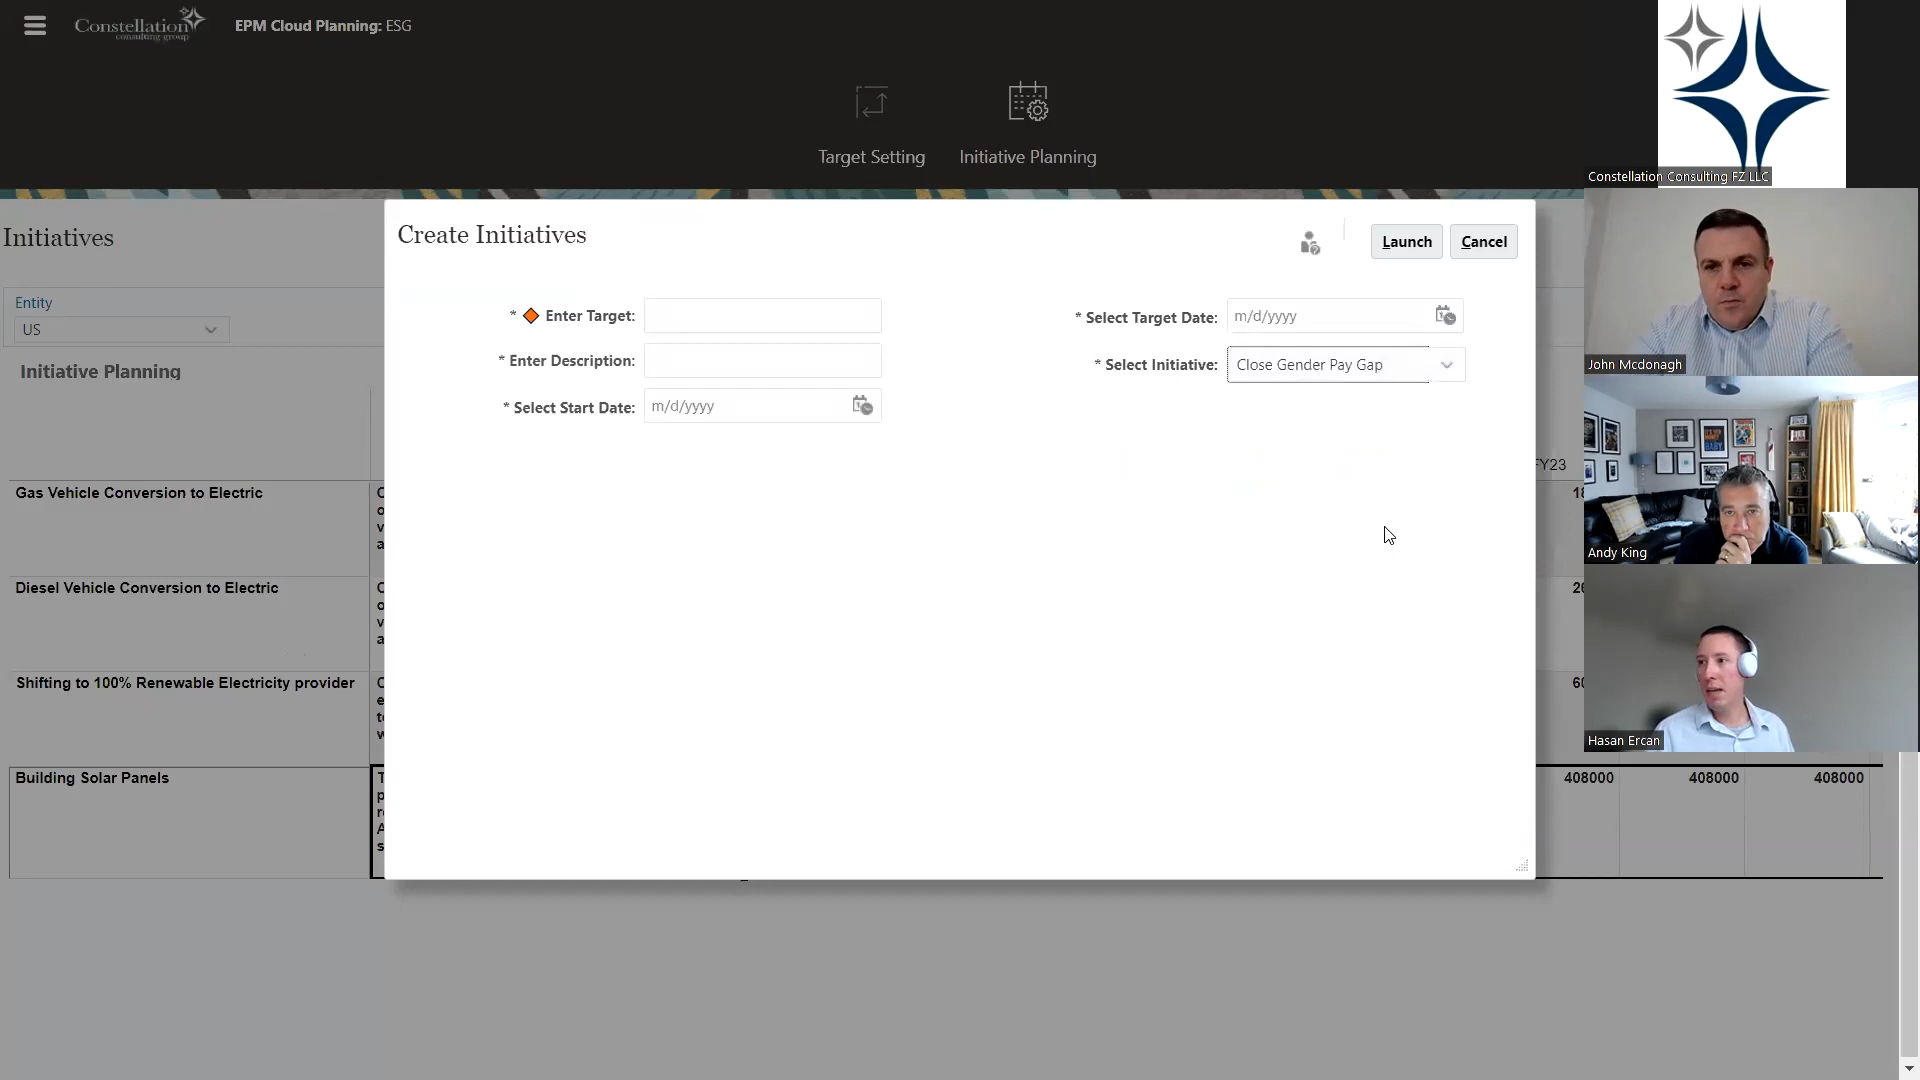 Constellation
consulting group
EPM Cloud Planning: ESG
Target Setting
Initiative Planning
Constellation Consulting FZ LLC
Initiatives
Create Initiatives
Launch
Cancel
Entity
US
* Enter Target:
* Select Target Date:
m/d/yyyy
* Enter Description:
* Select Initiative:
Close Gender Pay Gap
* Select Start Date:
m/d/yyyy
John Mcdonagh
Initiative Planning
FY23
Gas Vehicle Conversion to Electric
Andy King
Diesel Vehicle Conversion to Electric
Shifting to 100% Renewable Electricity provider
Hasan Ercan
Building Solar Panels
408000
408000
408000